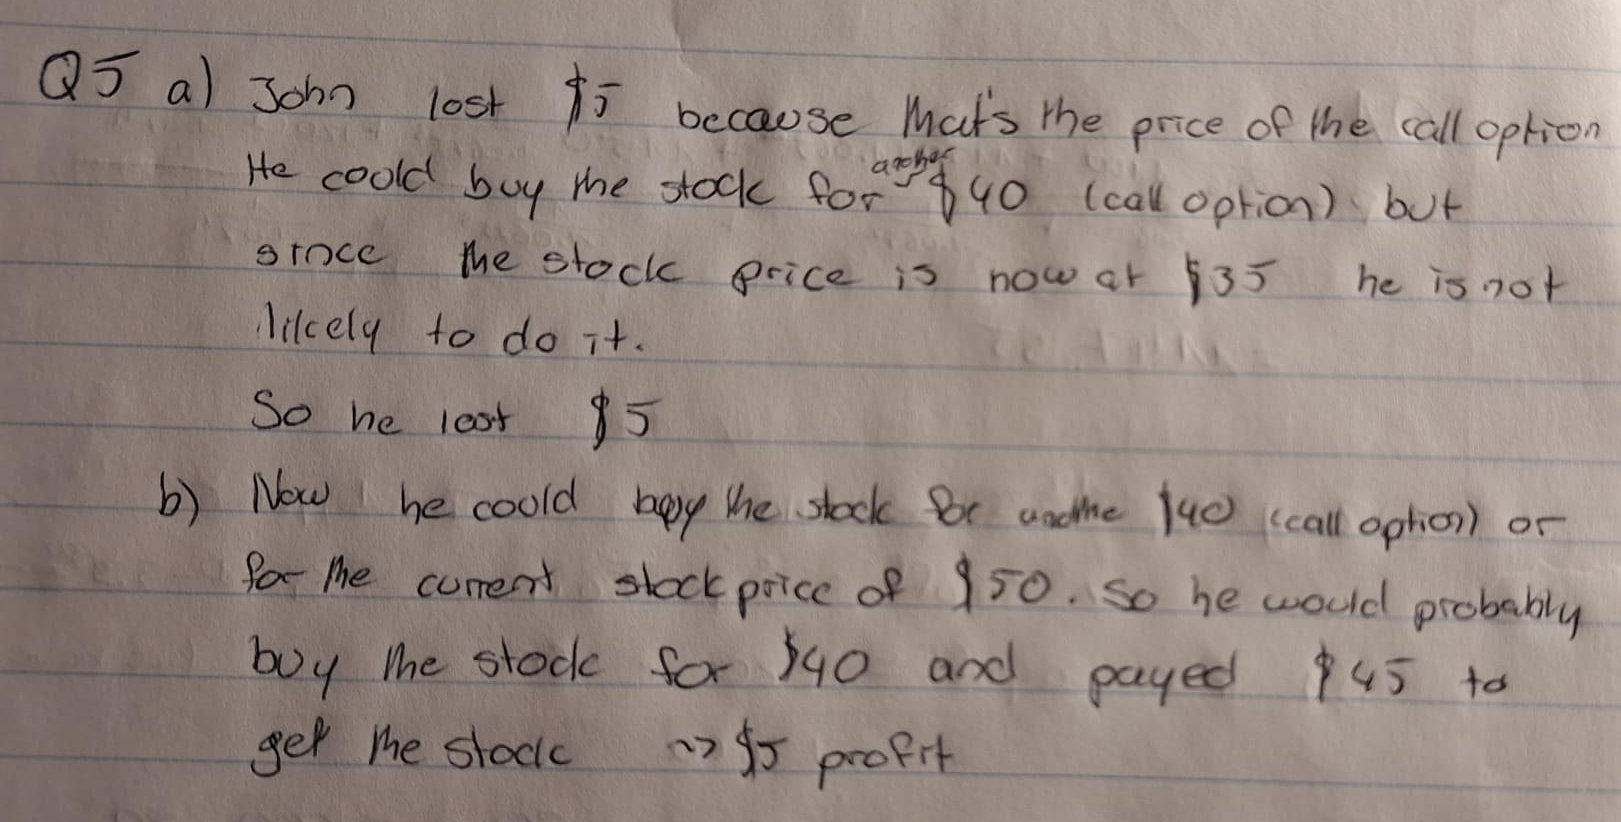 Q5 a) John lost $5 because that's the price of the call option
He could buy the stock for another $40 (call option) but
since the stock price is now at $35 he is not
likely to do it.
So he lost $5
b) Now he could buy the stock for another $40 (call option) or
for the current stock price of $50. So he would probably
buy the stock for $40 and payed $45 to
get the stock ~> $5 profit